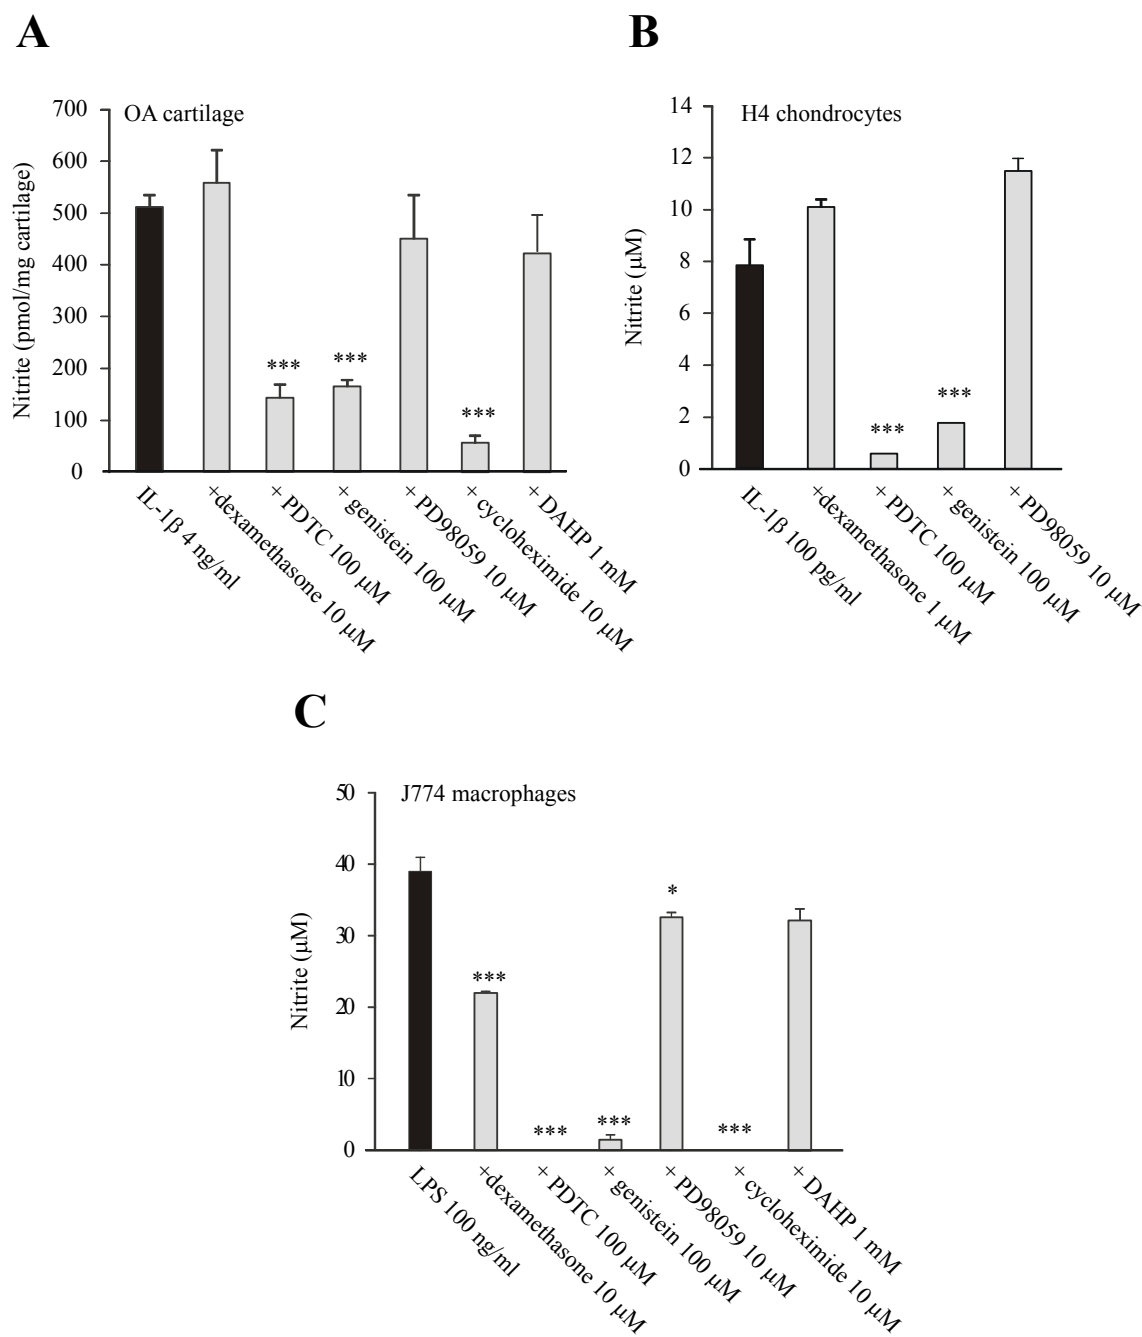 A
B
700
OA cartilage
600
500
400
300
200
100
0
Nitrite (pmol/mg cartilage)
***
***
***
IL-1β 4 ng/ml
+dexamethasone 10 μM
+ PDTC 100 μM
+ genistein 100 μM
+ PD98059 10 μM
+ cycloheximide 10 μM
+ DAHP 1 mM
14
H4 chondrocytes
12
10
8
6
4
2
0
Nitrite (μM)
***
***
IL-1β 100 pg/ml
+dexamethasone 1 μM
+ PDTC 100 μM
+ genistein 100 μM
+ PD98059 10 μM
C
50
J774 macrophages
40
30
20
10
0
Nitrite (μM)
***
***
***
*
***
LPS 100 ng/ml
+dexamethasone 10 μM
+ PDTC 100 μM
+ genistein 100 μM
+ PD98059 10 μM
+ cycloheximide 10 μM
+ DAHP 1 mM